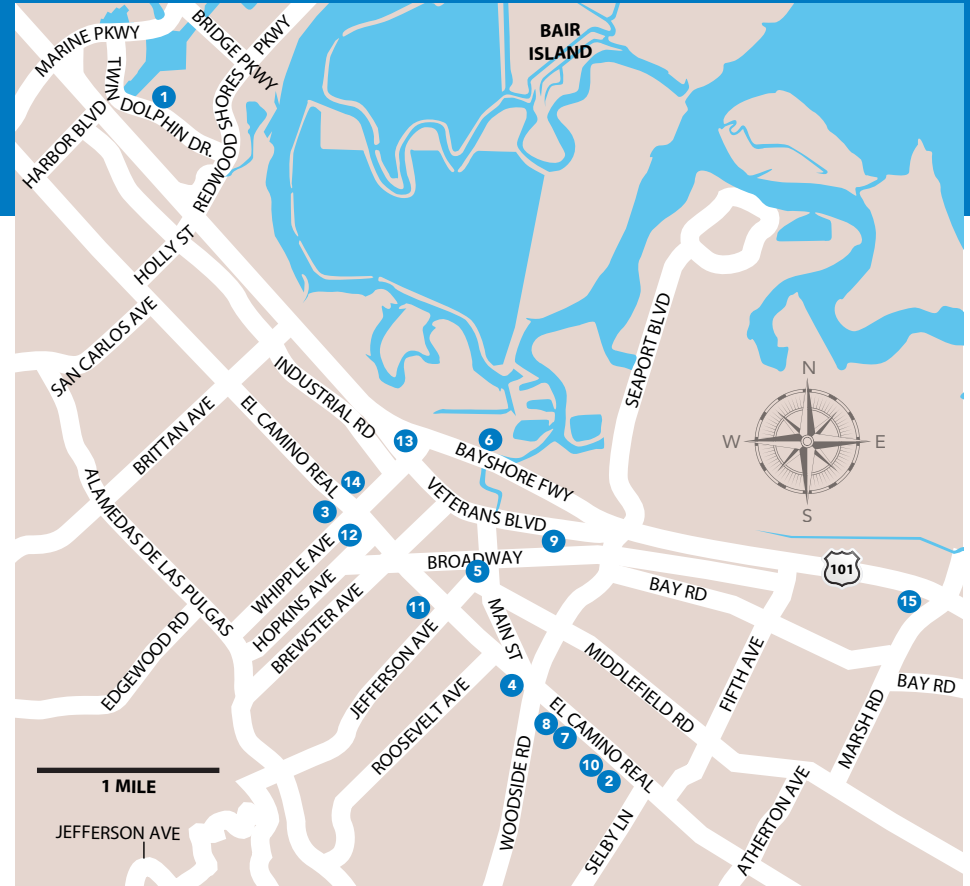 MARINE PKWY
BRIDGE PKWY
REDWOOD SHORES PKWY
BAIR
ISLAND
TWIN DOLPHIN DR.
1
HARBOR BLVD
HOLLY ST
SAN CARLOS AVE
INDUSTRIAL RD
SEAPORT BLVD
N
W
E
S
BRITTAN AVE
EL CAMINO REAL
13
6
BAYSHORE FWY
14
3
12
VETERANS BLVD
9
ALAMEDAS DE LAS PULGAS
WHIPPLE AVE
BROADWAY
5
101
HOPKINS AVE
BREWSTER AVE
11
BAY RD
15
EDGEWOOD RD
JEFFERSON AVE
MAIN ST
MIDDLEFIELD RD
FIFTH AVE
BAY RD
4
ROOSEVELT AVE
EL CAMINO REAL
8
7
10
2
MARSH RD
WOODSIDE RD
SELBY LN
ATHERTON AVE
1 MILE
JEFFERSON AVE